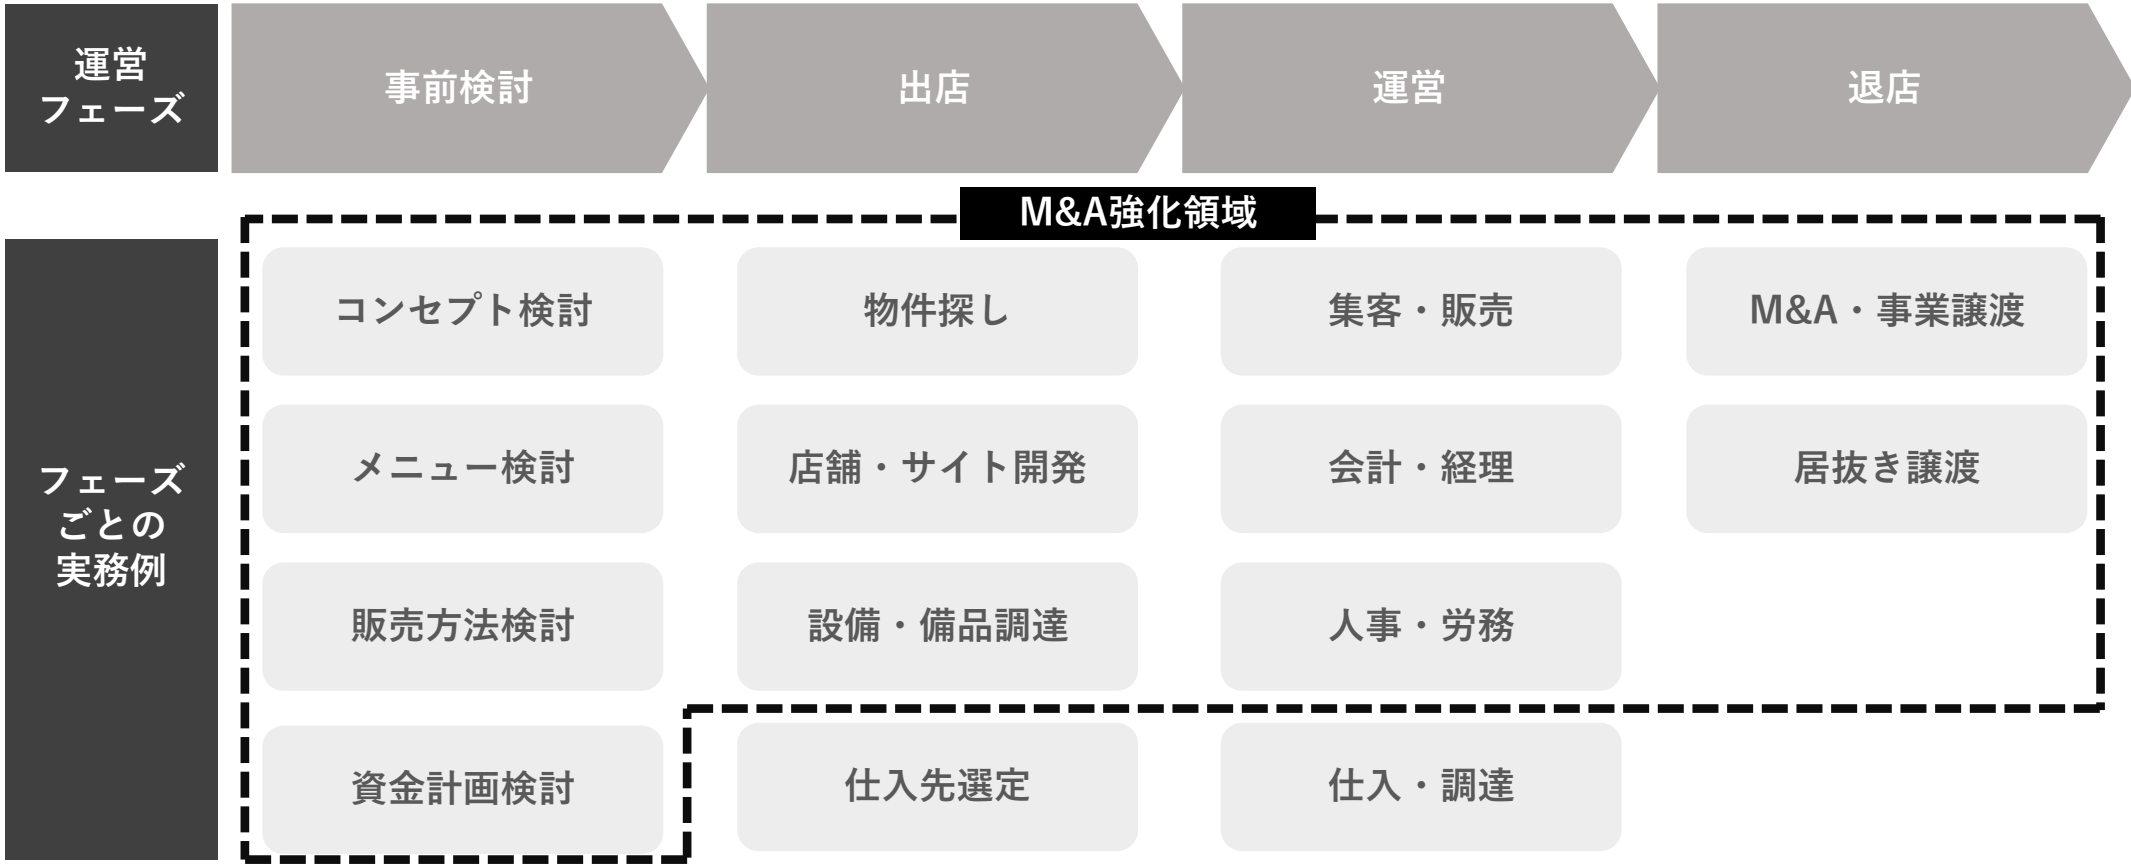 運営
フェーズ
事前検討
出店
運営
退店
M&A強化領域
フェーズ
ごとの
実務例
コンセプト検討
物件探し
集客・販売
M&A・事業譲渡
メニュー検討
店舗・サイト開発
会計・経理
居抜き譲渡
販売方法検討
設備・備品調達
人事・労務
資金計画検討
仕入先選定
仕入・調達